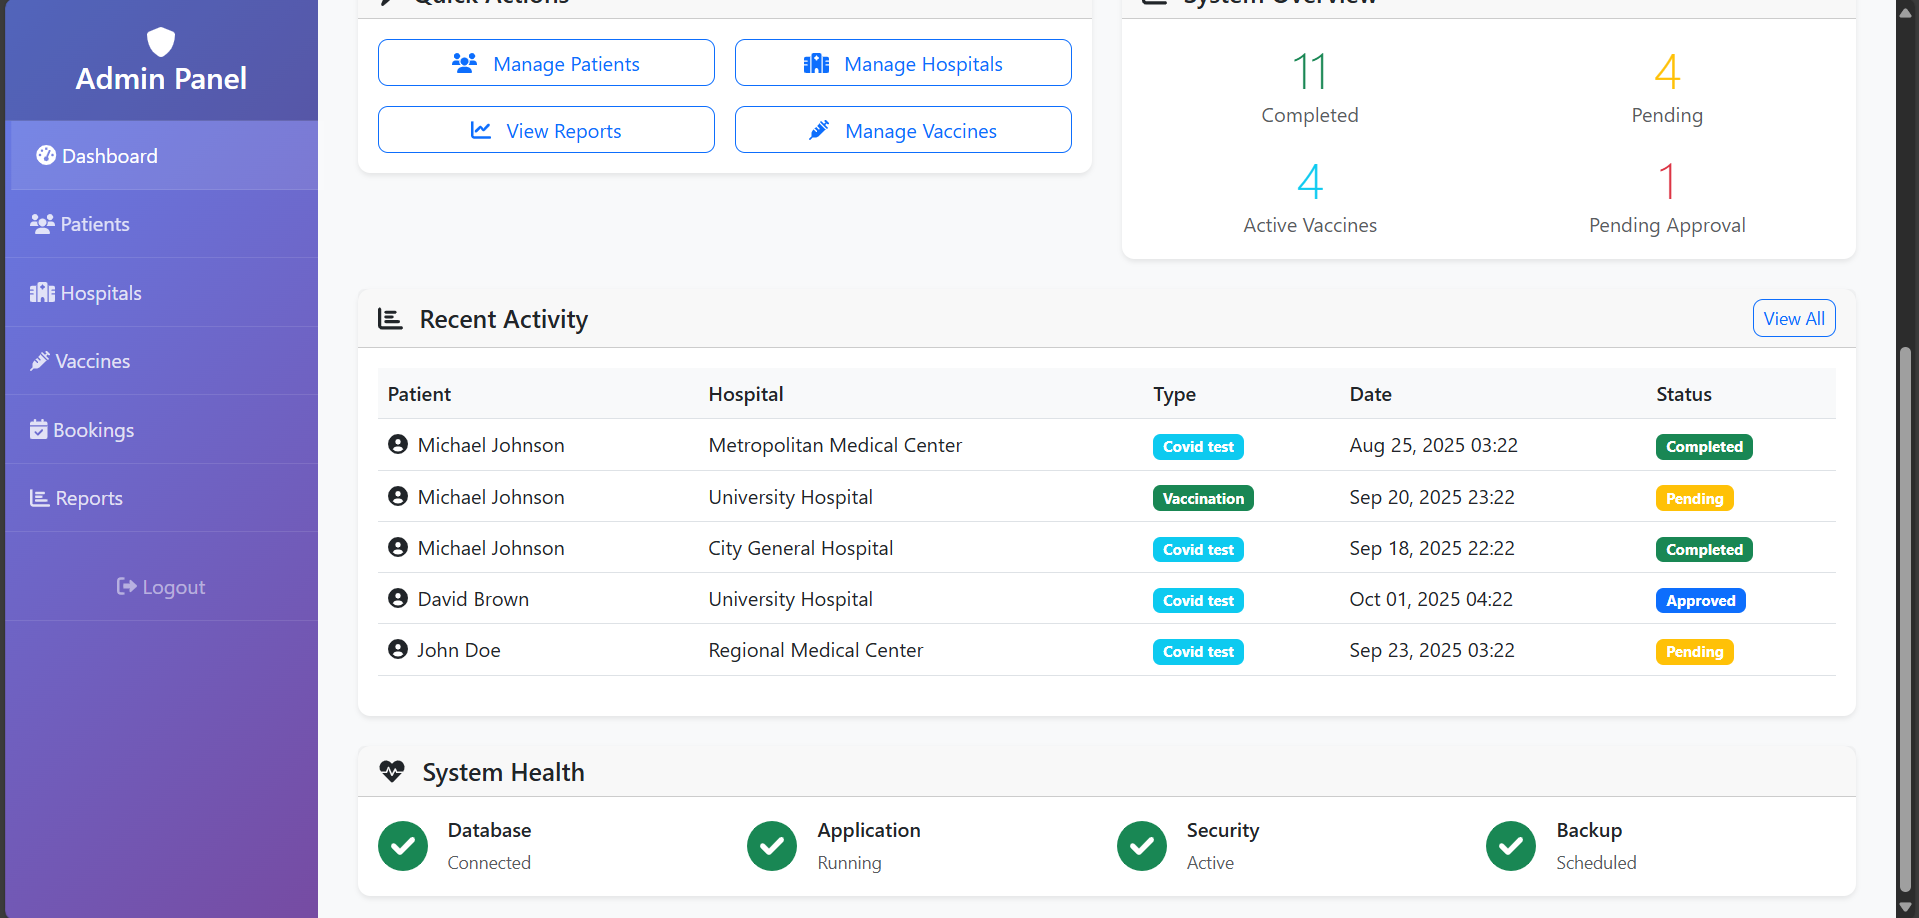 Admin Panel
Dashboard
Patients
Hospitals
Vaccines
Bookings
Reports
Logout
Quick Actions
Manage Patients
Manage Hospitals
View Reports
Manage Vaccines
System Overview
11
Completed
4
Pending
4
Active Vaccines
1
Pending Approval
Recent Activity
View All
Patient Hospital Type Date Status
Michael Johnson Metropolitan Medical Center Covid test Aug 25, 2025 03:22 Completed
Michael Johnson University Hospital Vaccination Sep 20, 2025 23:22 Pending
Michael Johnson City General Hospital Covid test Sep 18, 2025 22:22 Completed
David Brown University Hospital Covid test Oct 01, 2025 04:22 Approved
John Doe Regional Medical Center Covid test Sep 23, 2025 03:22 Pending
System Health
Database
Connected
Application
Running
Security
Active
Backup
Scheduled